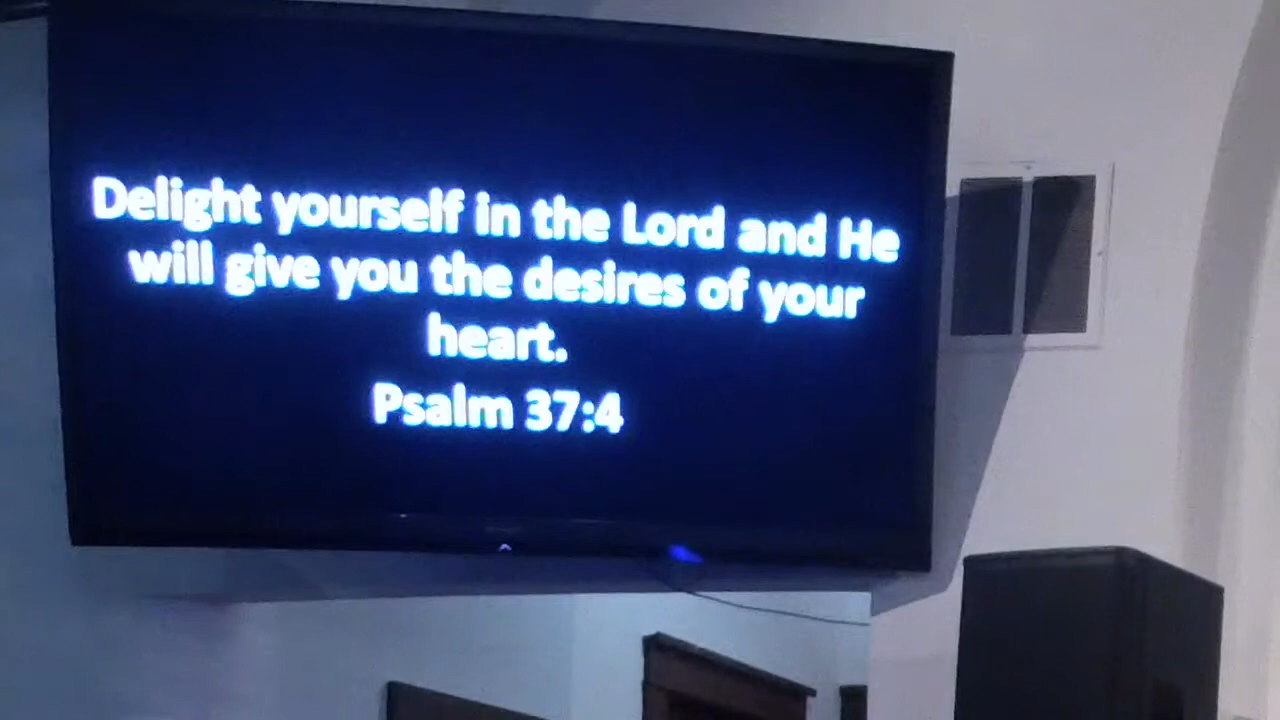 Delight yourself in the Lord and He
will give you the desires of your
heart.
Psalm 37:4